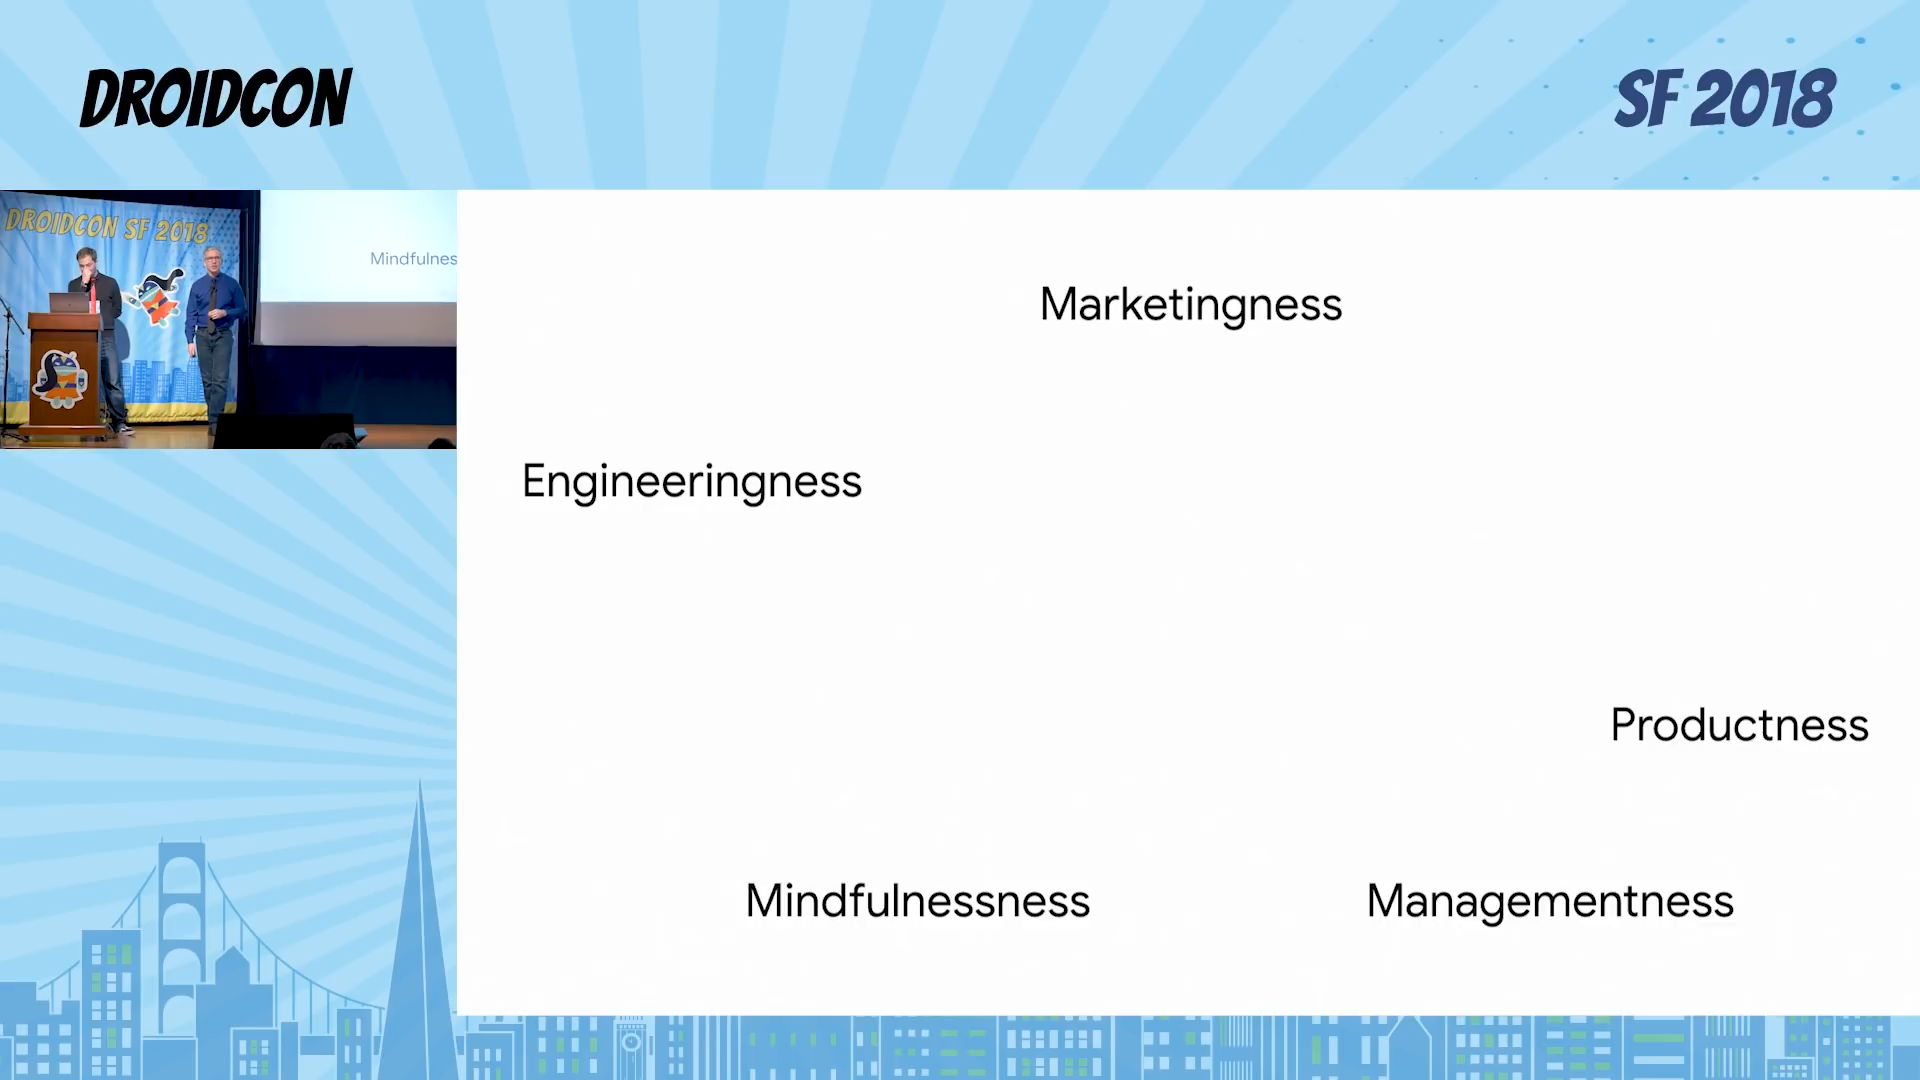 DROIDCON
SF 2018
DROIDCON SF 2018
Mindfulnes
Marketingness
Engineeringness
Productness
Mindfulnessness
Managementness